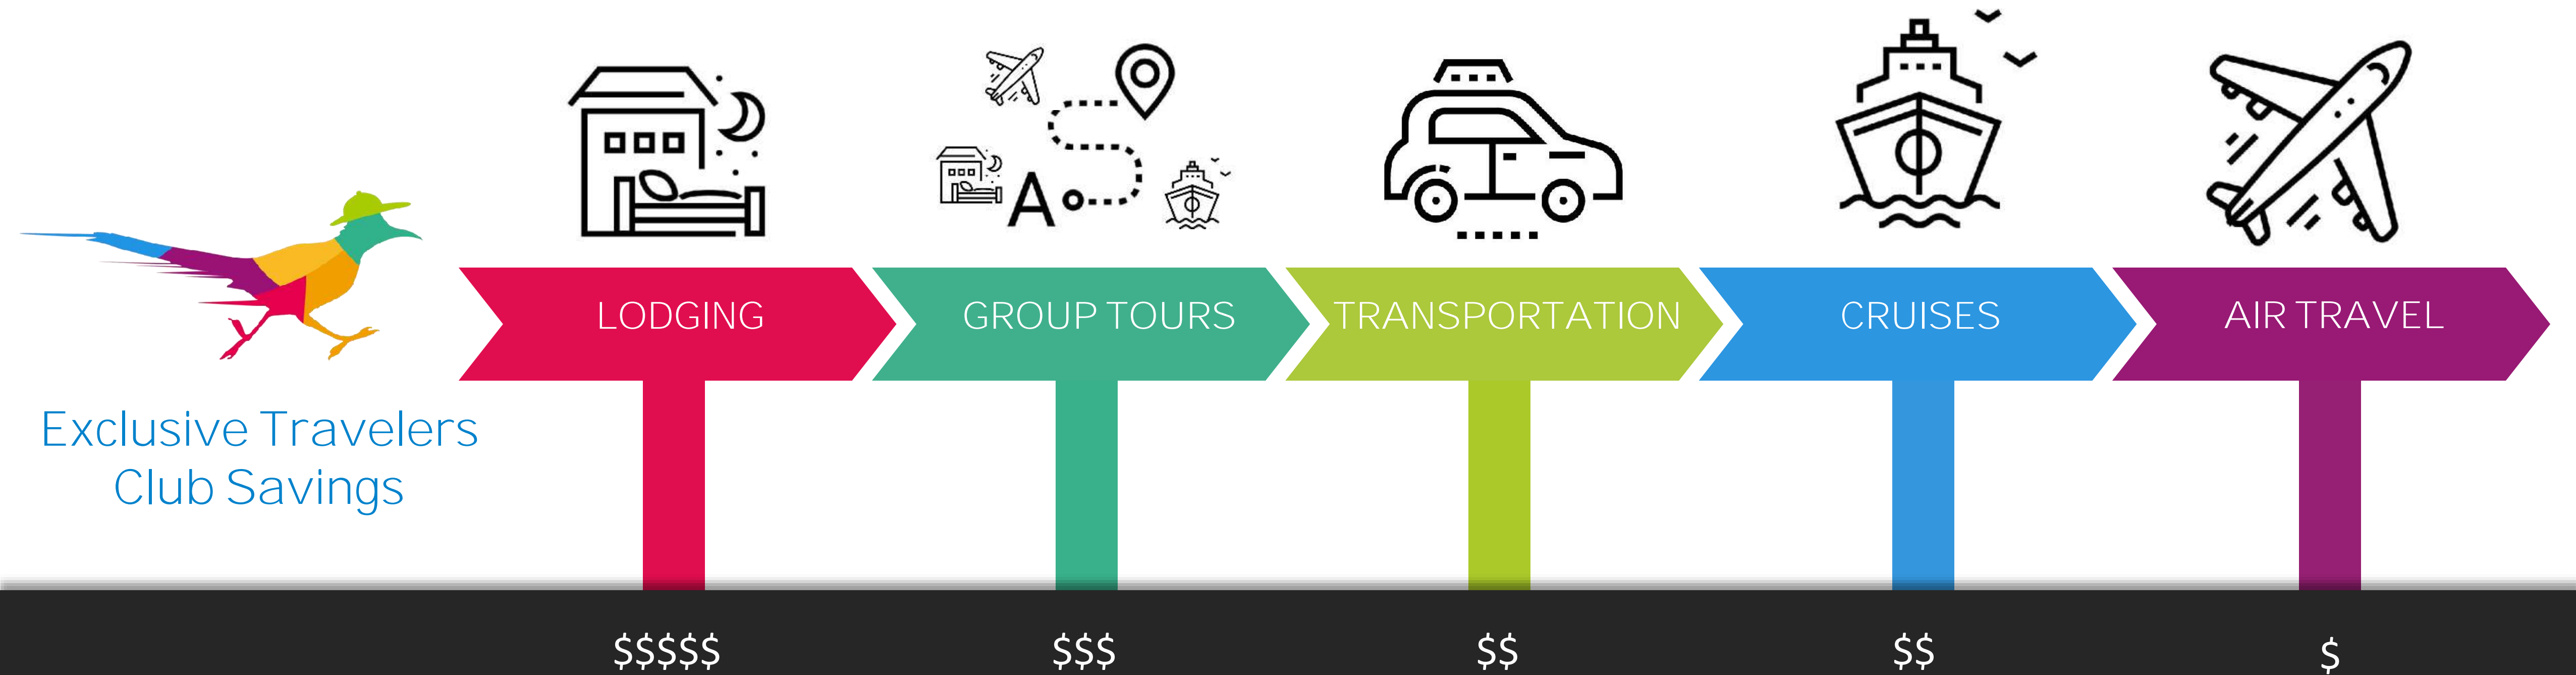 A
LODGING
GROUP TOURS
TRANSPORTATION
CRUISES
AIR TRAVEL
Exclusive Travelers
Club Savings
$$$$$
$$$
$$
$$
$